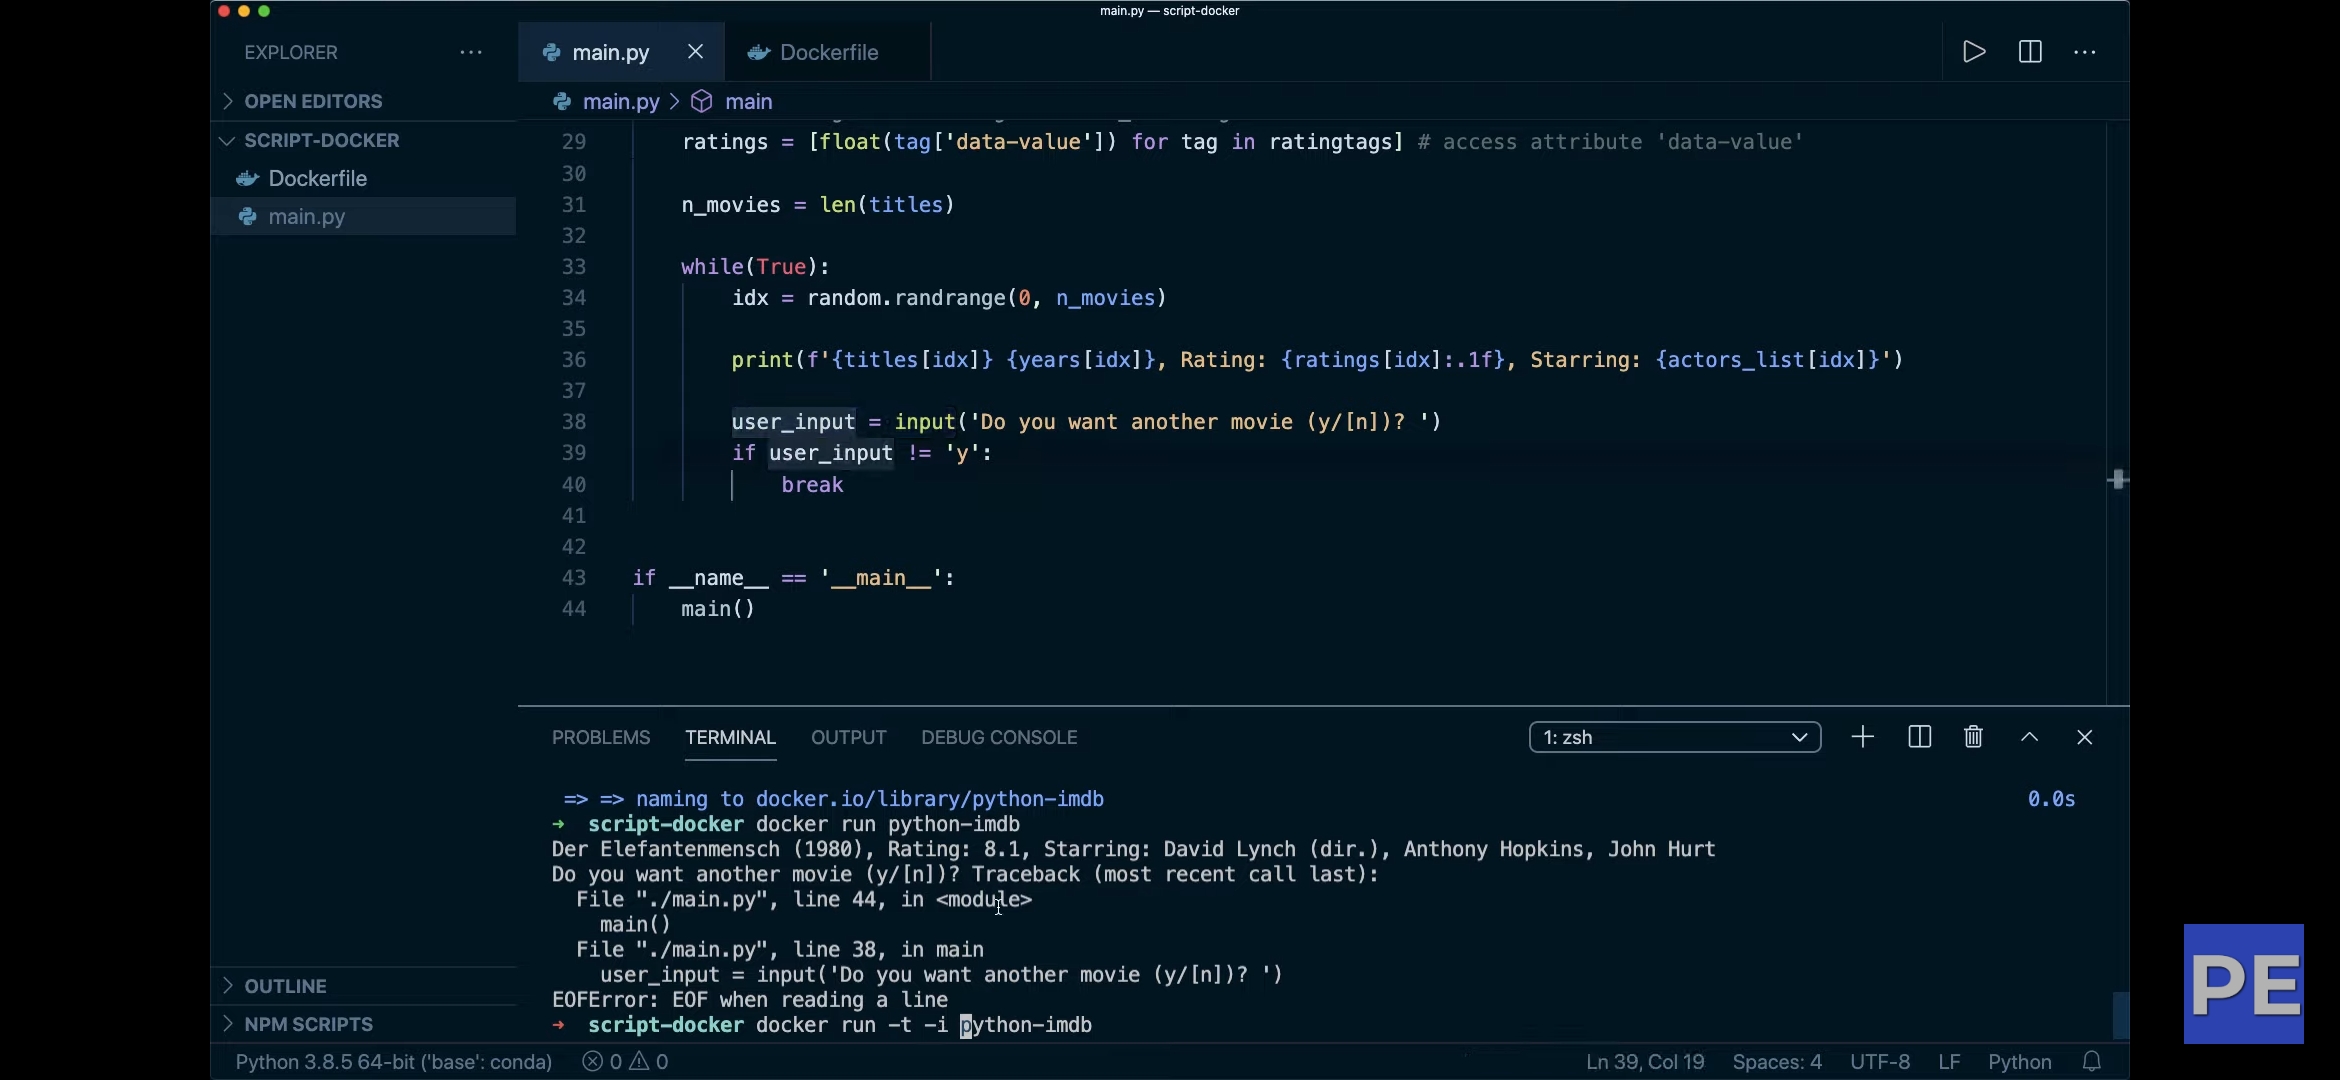 main.py — script-docker
EXPLORER
main.py
Dockerfile
OPEN EDITORS
main.py > main
SCRIPT-DOCKER
Dockerfile
main.py
29 ratings = [float(tag['data-value']) for tag in ratingtags] # access attribute 'data-value'
30
31 n_movies = len(titles)
32
33 while(True):
34 idx = random.randrange(0, n_movies)
35
36 print(f'{titles[idx]} {years[idx]}, Rating: {ratings[idx]:.1f}, Starring: {actors_list[idx]}')
37
38 user_input = input('Do you want another movie (y/[n])? ')
39 if user_input != 'y':
40 break
41
42
43 if __name__ == '__main__':
44 main()
PROBLEMS TERMINAL OUTPUT DEBUG CONSOLE
1: zsh
=> => naming to docker.io/library/python-imdb 0.0s
→ script-docker docker run python-imdb
Der Elefantenmensch (1980), Rating: 8.1, Starring: David Lynch (dir.), Anthony Hopkins, John Hurt
Do you want another movie (y/[n])? Traceback (most recent call last):
File "./main.py", line 44, in <module>
main()
File "./main.py", line 38, in main
user_input = input('Do you want another movie (y/[n])? ')
EOFError: EOF when reading a line
→ script-docker docker run -t -i python-imdb
OUTLINE
NPM SCRIPTS
Python 3.8.5 64-bit ('base': conda) 0 0
Ln 39, Col 19 Spaces: 4 UTF-8 LF Python
PE